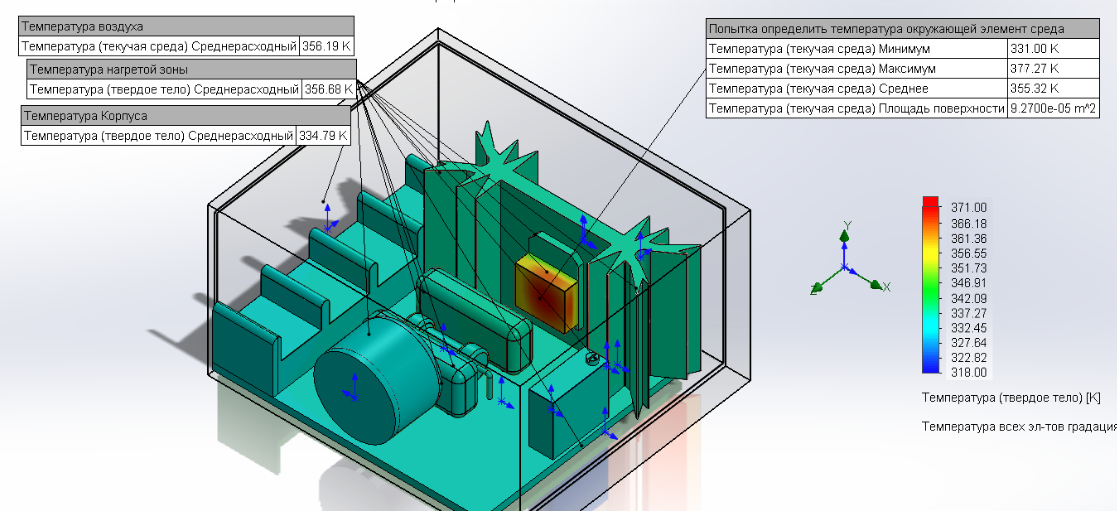 Температура воздуха
Температура (текучая среда) Среднерасходный 356.19 K
Температура нагретой зоны
Температура (твердое тело) Среднерасходный 356.68 K
Температура Корпуса
Температура (твердое тело) Среднерасходный 334.79 K
Попытка определить температура окружающей элемент среда
Температура (текучая среда) Минимум 331.00 K
Температура (текучая среда) Максимум 377.27 K
Температура (текучая среда) Среднее 355.32 K
Температура (текучая среда) Площадь поверхности 9.2700e-05 m^2
Y
Z
X
371.00
366.18
361.36
356.55
351.73
346.91
342.09
337.27
332.45
327.64
322.82
318.00
Температура (твердое тело) [K]
Температура всех эл-тов градация